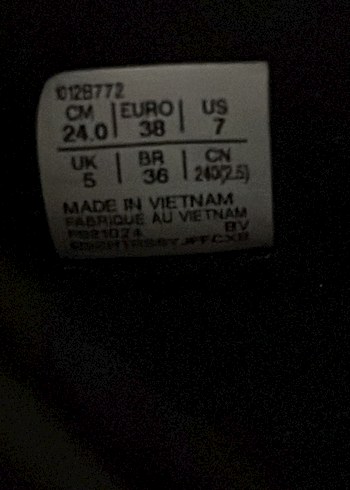 1012B772
CM | EURO | US
24.0 | 38 | 7
UK | BR | CN
5 | 36 | 240(2.5)
MADE IN VIETNAM
FABRIQUE AU VIETNAM
BV